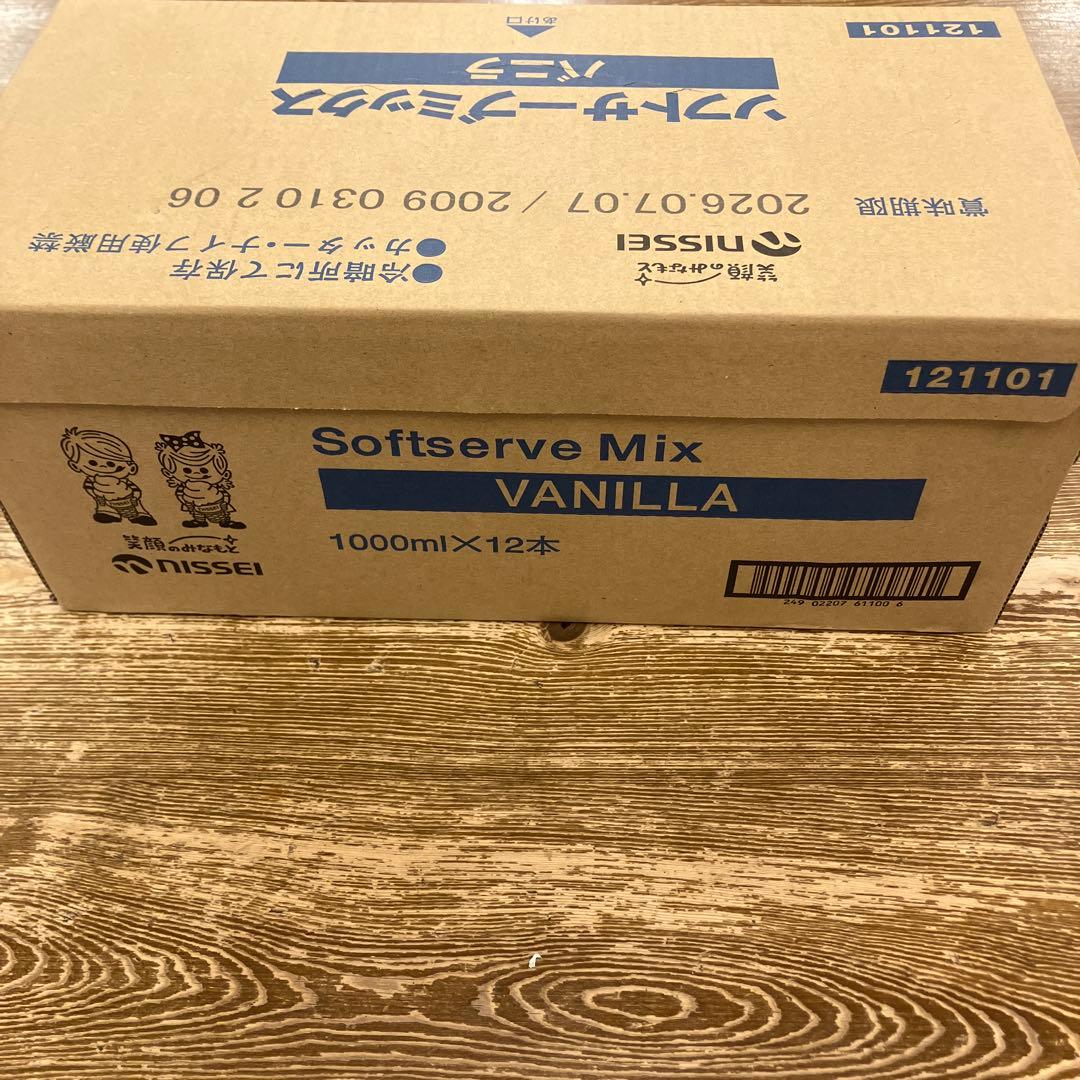 あけ口
121101
ソフトサーブミックス
バニラ
賞味期限 2026.07.07 / 2009 0310 2 06
笑顔のみなもと
NISSEI
●冷暗所にて保存
●カッター・ナイフ使用厳禁
121101
Softserve Mix
VANILLA
1000ml×12本
笑顔のみなもと
NISSEI
249 02207 61100 6